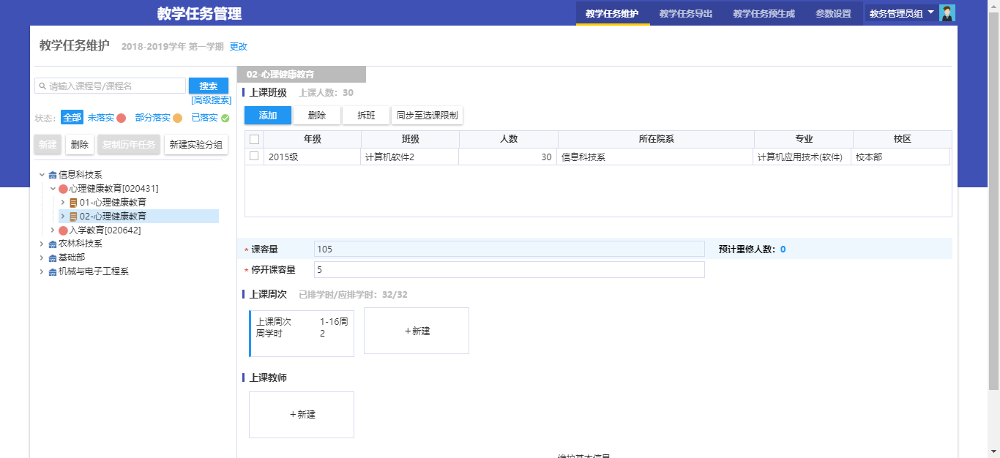 教学任务管理
教学任务维护 教学任务导出 教学任务预生成 参数设置 教务管理员组
教学任务维护 2018-2019学年 第一学期 更改
请输入课程号/课程名 搜索
[高级搜索]
状态: 全部 未落实 部分落实 已落实
新建 删除 复制历年任务 新建实验分组
信息科技系
心理健康教育[020431]
01-心理健康教育
02-心理健康教育
入学教育[020642]
农林科技系
基础部
机械与电子工程系
02-心理健康教育
上课班级 上课人数: 30
添加 删除 拆班 同步至选课限制
年级 班级 人数 所在院系 专业 校区
2015级 计算机软件2 30 信息科技系 计算机应用技术(软件) 校本部
* 课容量 105 预计重修人数: 0
* 停开课容量 5
上课周次 已排学时/应排学时: 32/32
上课周次 1-16周
周学时 2
+新建
上课教师
+新建
维护基本信息